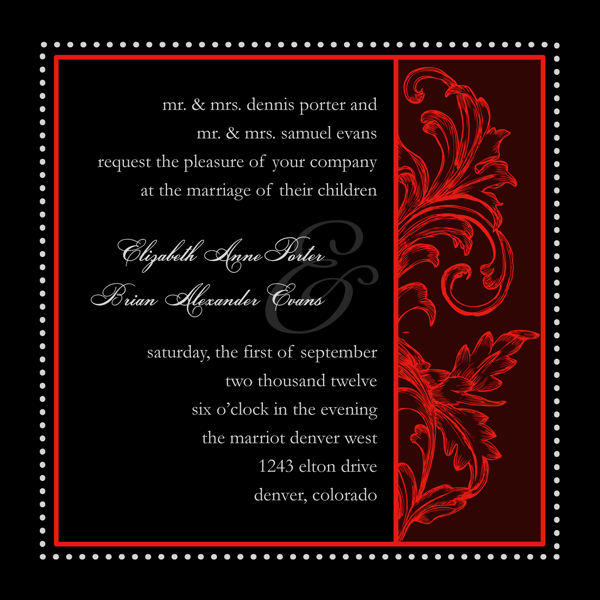 mr. & mrs. dennis porter and
mr. & mrs. samuel evans
request the pleasure of your company
at the marriage of their children
Elizabeth Anne Porter
&
Brian Alexander Evans
saturday, the first of september
two thousand twelve
six o’clock in the evening
the marriot denver west
1243 elton drive
denver, colorado